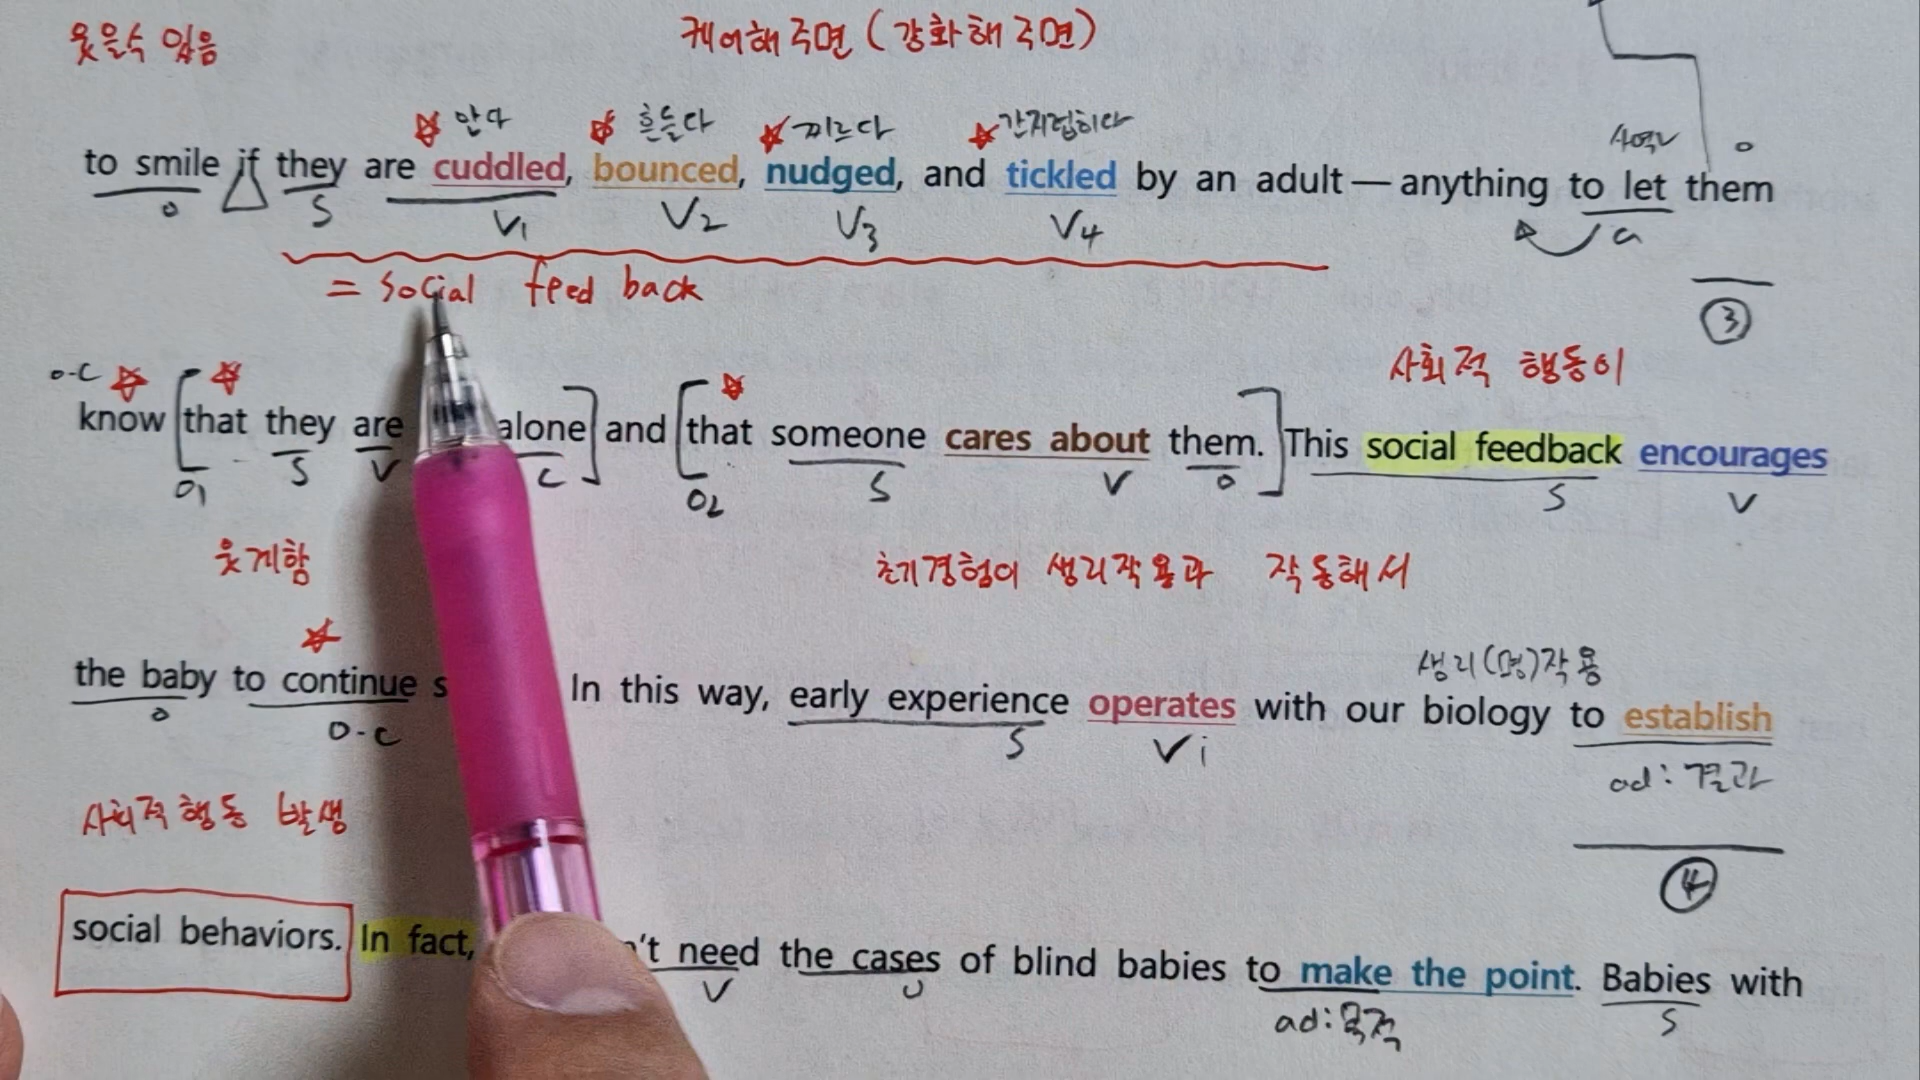 웃을수 있음 케어해 주면 (강화해 주면)
안다 흔들다 찌르다 간지럽히다 사역v o
to smile if they are cuddled, bounced, nudged, and tickled by an adult — anything to let them
o S V1 V2 V3 V4 a
= social feed back ③
o-c 사회적 행동이
know [that they are alone] and [that someone cares about them.] This social feedback encourages
o1 S V c o2 S V o S V
웃게함 초기경험이 생리작용과 작동해서
생리(명)작용
the baby to continue s In this way, early experience operates with our biology to establish
o o-c S Vi ad: 결과
사회적 행동 발생 ④
social behaviors. In fact, 't need the cases of blind babies to make the point. Babies with
V o ad: 목적 S